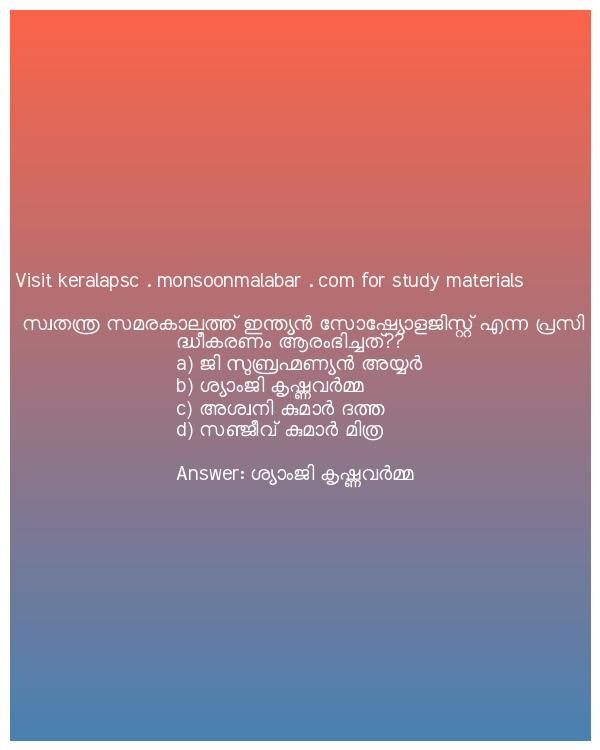 Visit keralapsc . monsoonmalabar . com for study materials
സ്വതന്ത്ര സമരകാലത്ത് ഇന്ത്യൻ സോഷ്യോളജിസ്റ്റ് എന്ന പ്രസി
ദ്ധീകരണം ആരംഭിച്ചത്??
a) ജി സുബ്രഹ്മണ്യൻ അയ്യർ
b) ശ്യാംജി കൃഷ്ണവർമ്മ
c) അശ്വനി കുമാർ ദത്ത
d) സഞ്ജീവ് കുമാർ മിത്ര
Answer: ശ്യാംജി കൃഷ്ണവർമ്മ